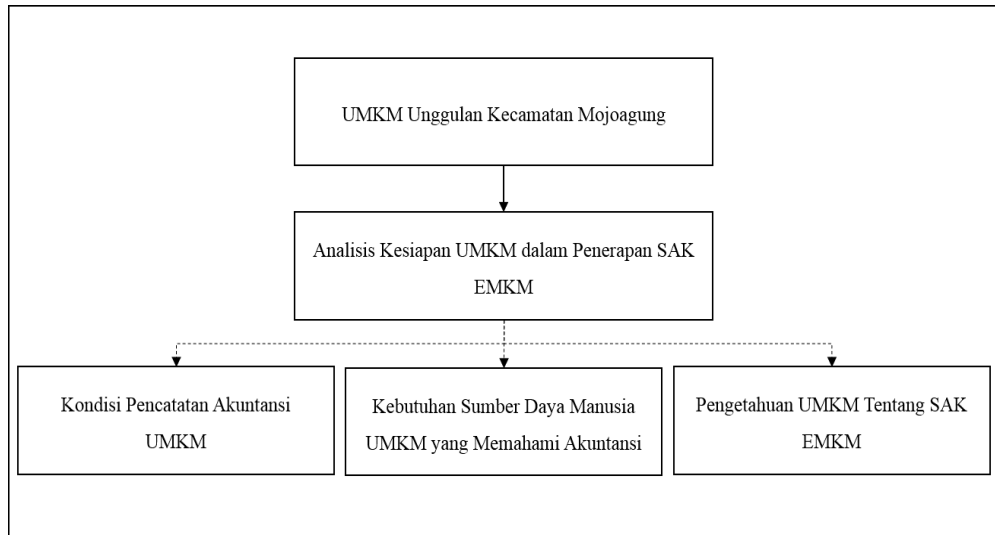 UMKM Unggulan Kecamatan Mojoagung
Analisis Kesiapan UMKM dalam Penerapan SAK
EMKM
Kondisi Pencatatan Akuntansi
UMKM
Kebutuhan Sumber Daya Manusia
UMKM yang Memahami Akuntansi
Pengetahuan UMKM Tentang SAK
EMKM